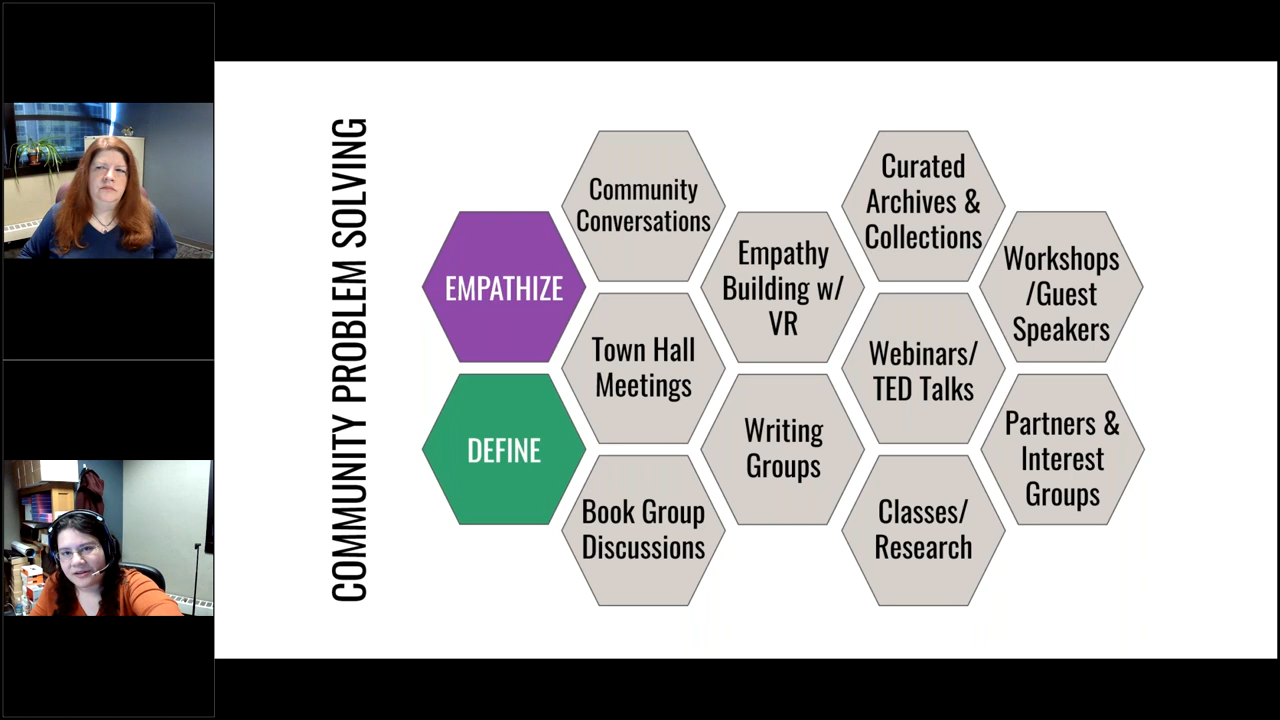 COMMUNITY PROBLEM SOLVING
EMPATHIZE
DEFINE
Community
Conversations
Town Hall
Meetings
Book Group
Discussions
Empathy
Building w/
VR
Writing
Groups
Curated
Archives &
Collections
Webinars/
TED Talks
Classes/
Research
Workshops
/Guest
Speakers
Partners &
Interest
Groups